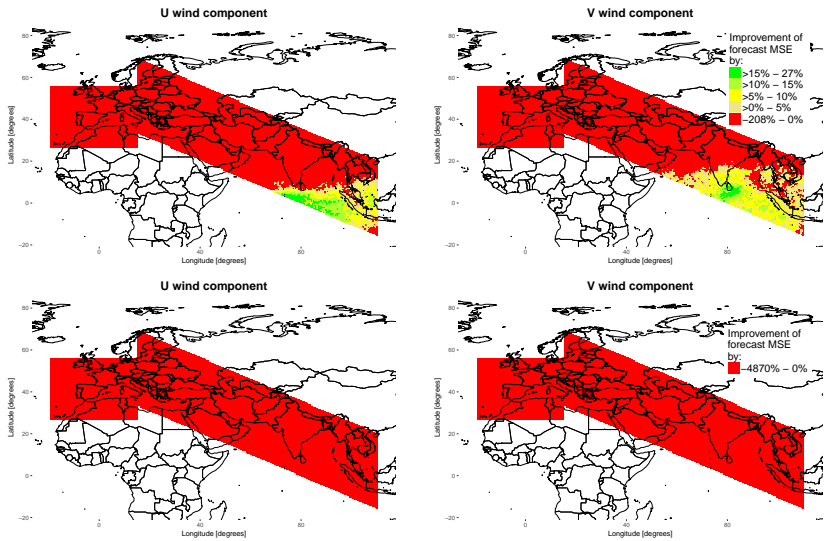 U wind component
V wind component
80
60
40
20
0
−20
Latitude [degrees]
0
40
80
Longitude [degrees]
80
60
40
20
0
−20
Latitude [degrees]
0
40
80
Longitude [degrees]
Improvement of
forecast MSE
by:
>15% − 27%
>10% − 15%
>5% − 10%
>0% − 5%
−208% − 0%
U wind component
V wind component
80
60
40
20
0
−20
Latitude [degrees]
0
40
80
Longitude [degrees]
80
60
40
20
0
−20
Latitude [degrees]
0
40
80
Longitude [degrees]
Improvement of
forecast MSE
by:
−4870% − 0%